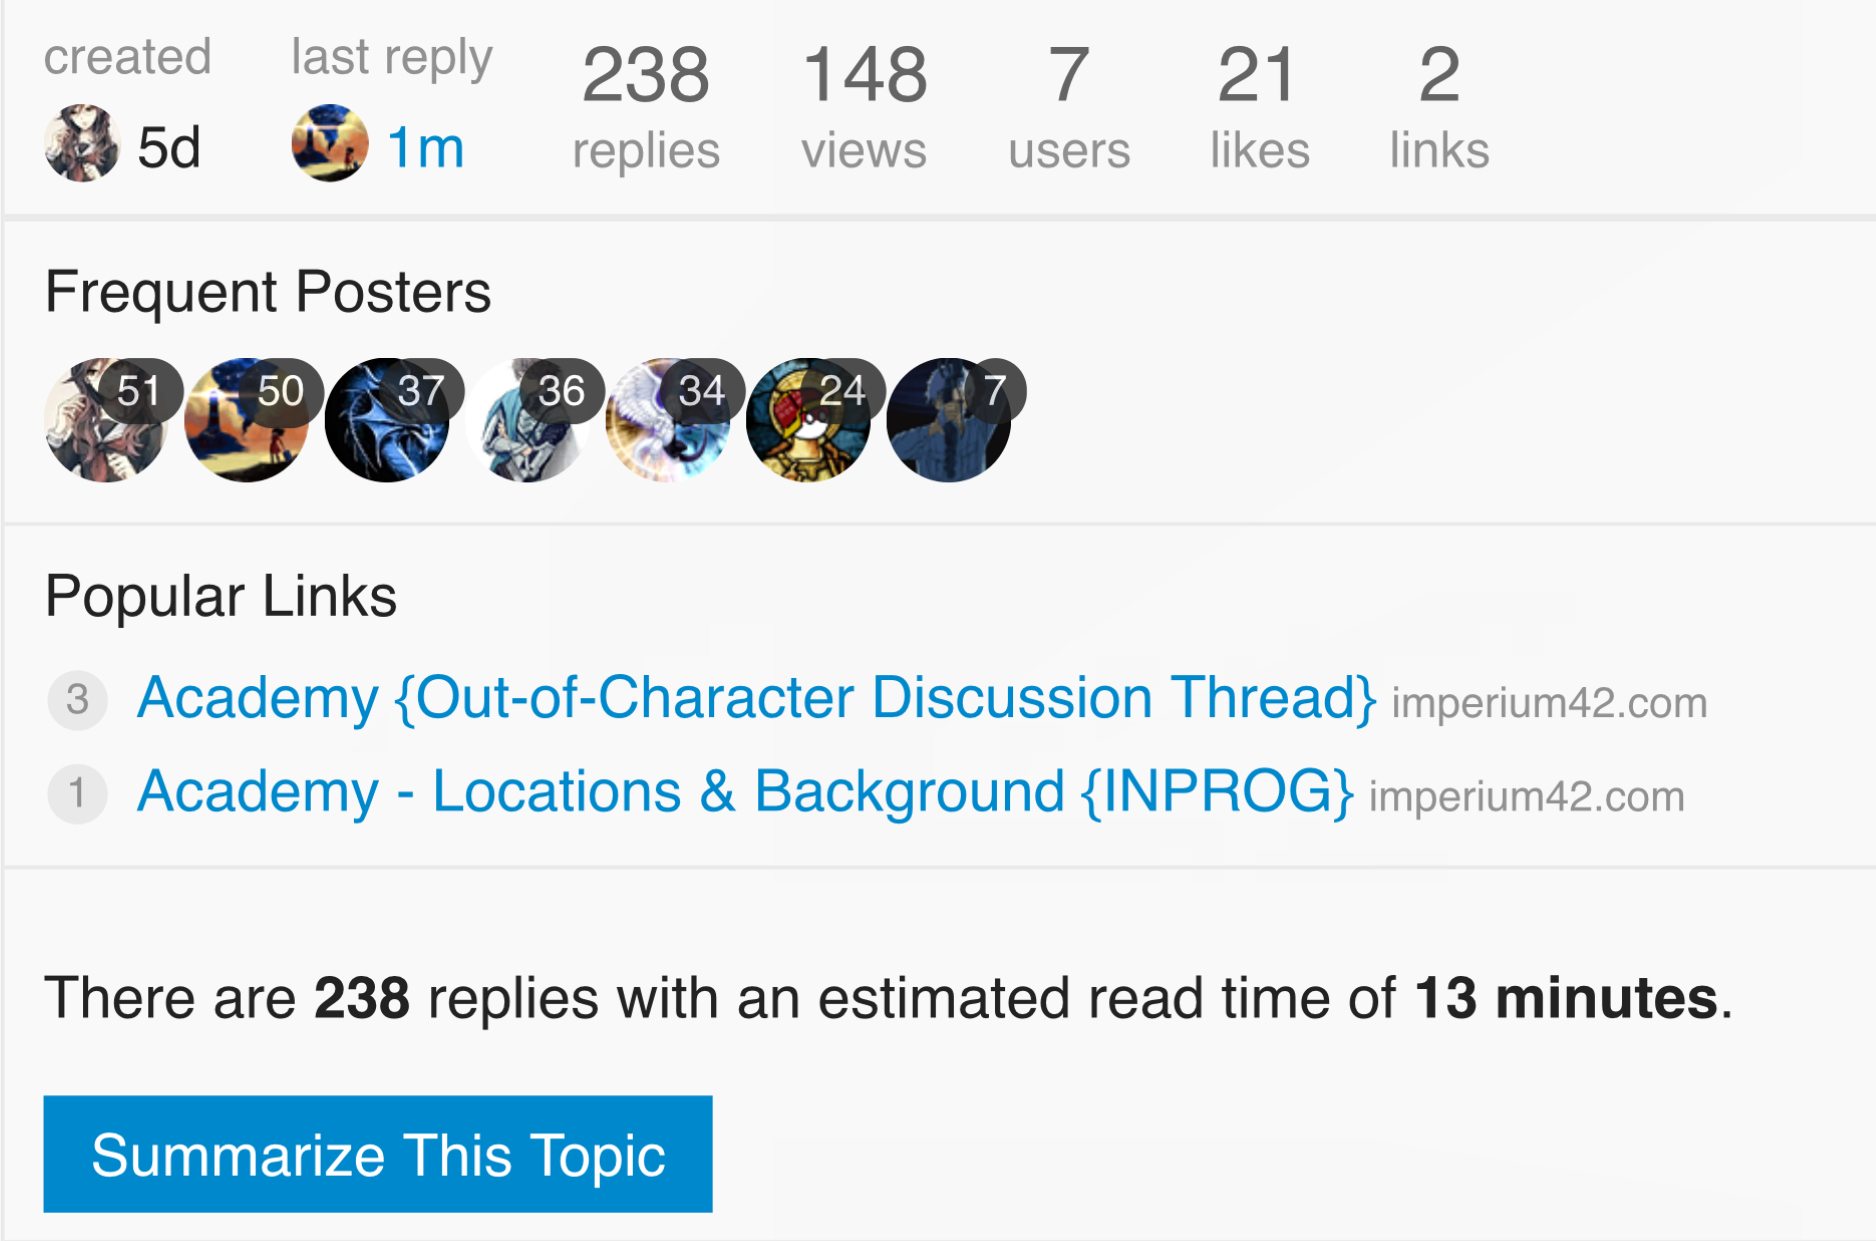 created last reply 238 148 7 21 2
5d 1m replies views users likes links
Frequent Posters
51 50 37 36 34 24 7
Popular Links
3 Academy {Out-of-Character Discussion Thread} imperium42.com
1 Academy - Locations & Background {INPROG} imperium42.com
There are 238 replies with an estimated read time of 13 minutes.
Summarize This Topic